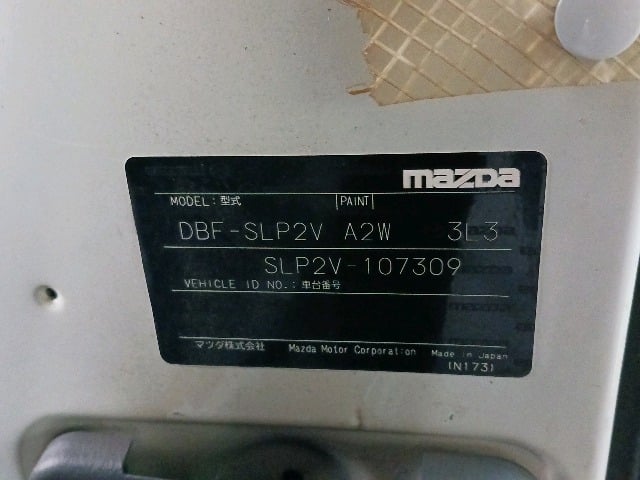 mazda
MODEL:型式 |PAINT|
DBF-SLP2V A2W 3L3
SLP2V-107309
VEHICLE ID NO.:車台番号
マツダ株式会社 Mazda Motor Corporation Made in Japan
(N173)